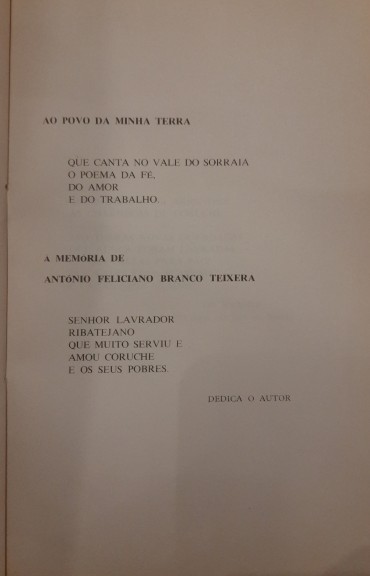 AO POVO DA MINHA TERRA
QUE CANTA NO VALE DO SORRAIA
O POEMA DA FÉ,
DO AMOR
E DO TRABALHO.
À MEMÓRIA DE
ANTÓNIO FELICIANO BRANCO TEIXERA
SENHOR LAVRADOR
RIBATEJANO
QUE MUITO SERVIU E
AMOU CORUCHE
E OS SEUS POBRES.
DEDICA O AUTOR